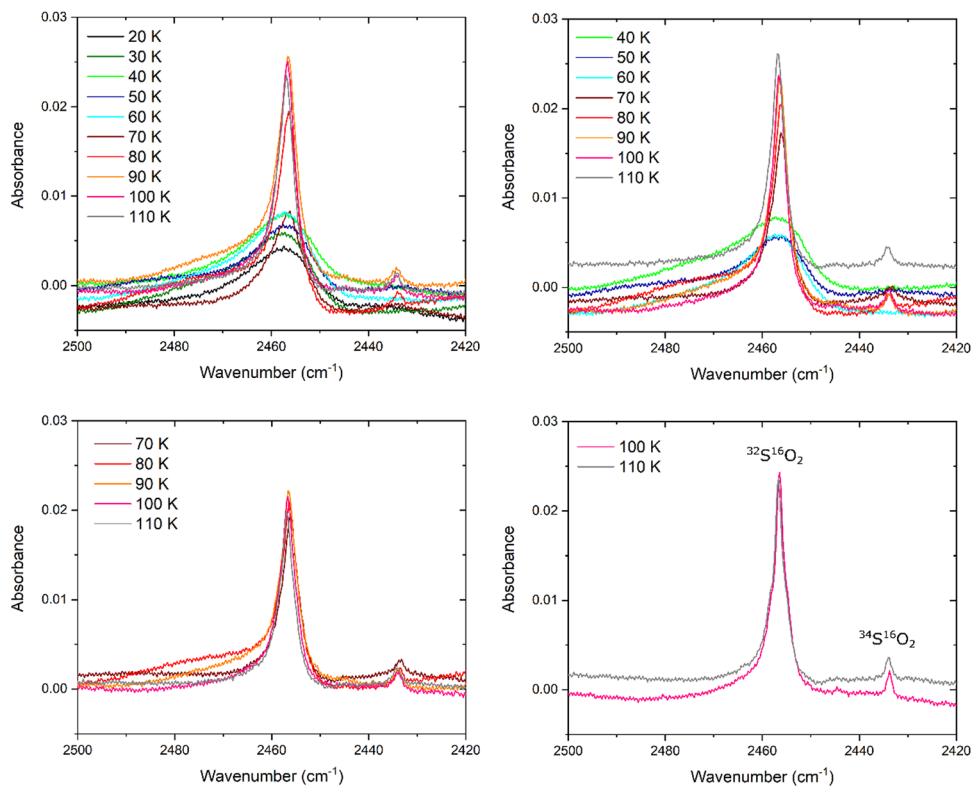 0.03
0.02
0.01
0.00
Absorbance
20 K
30 K
40 K
50 K
60 K
70 K
80 K
90 K
100 K
110 K
2500 2480 2460 2440 2420
Wavenumber (cm⁻¹)
0.03
0.02
0.01
0.00
Absorbance
40 K
50 K
60 K
70 K
80 K
90 K
100 K
110 K
2500 2480 2460 2440 2420
Wavenumber (cm⁻¹)
0.03
0.02
0.01
0.00
Absorbance
70 K
80 K
90 K
100 K
110 K
2500 2480 2460 2440 2420
Wavenumber (cm⁻¹)
0.03
0.02
0.01
0.00
Absorbance
100 K
110 K
³²S¹⁶O₂
³⁴S¹⁶O₂
2500 2480 2460 2440 2420
Wavenumber (cm⁻¹)